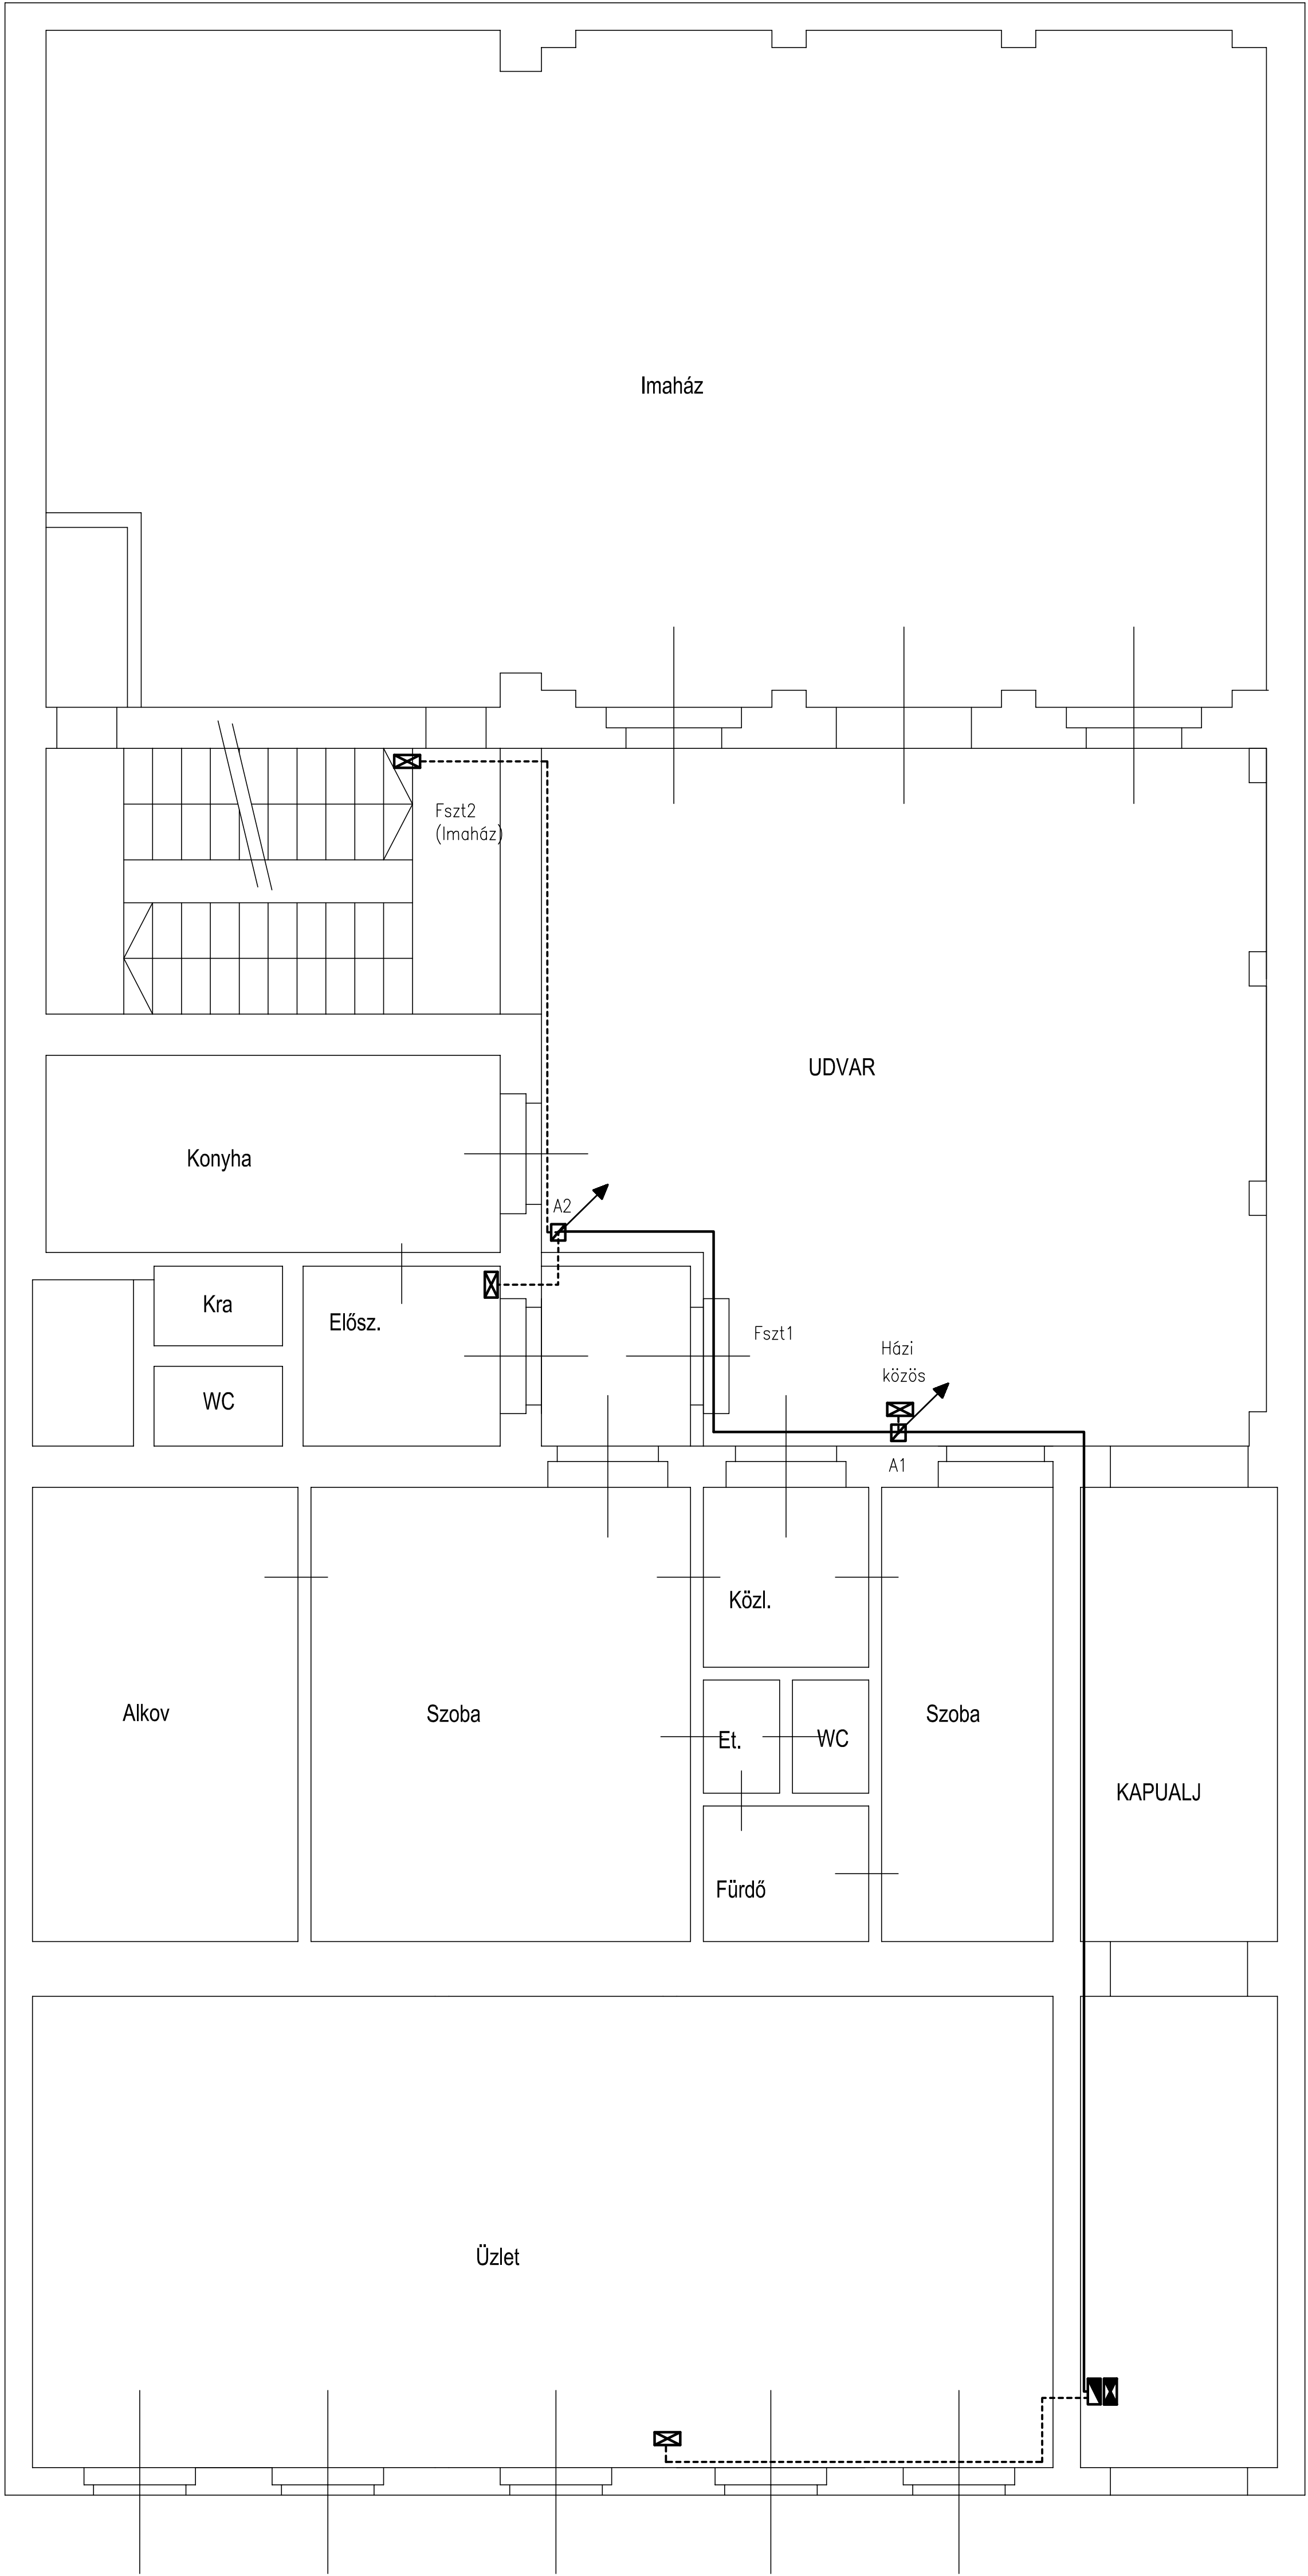 Imaház
Fszt2
(Imaház)
UDVAR
Konyha
A2
Kra
Elősz.
Fszt1
Házi
közös
WC
A1
Közl.
Alkov
Szoba
Szoba
Et.
WC
KAPUALJ
Fürdő
Üzlet